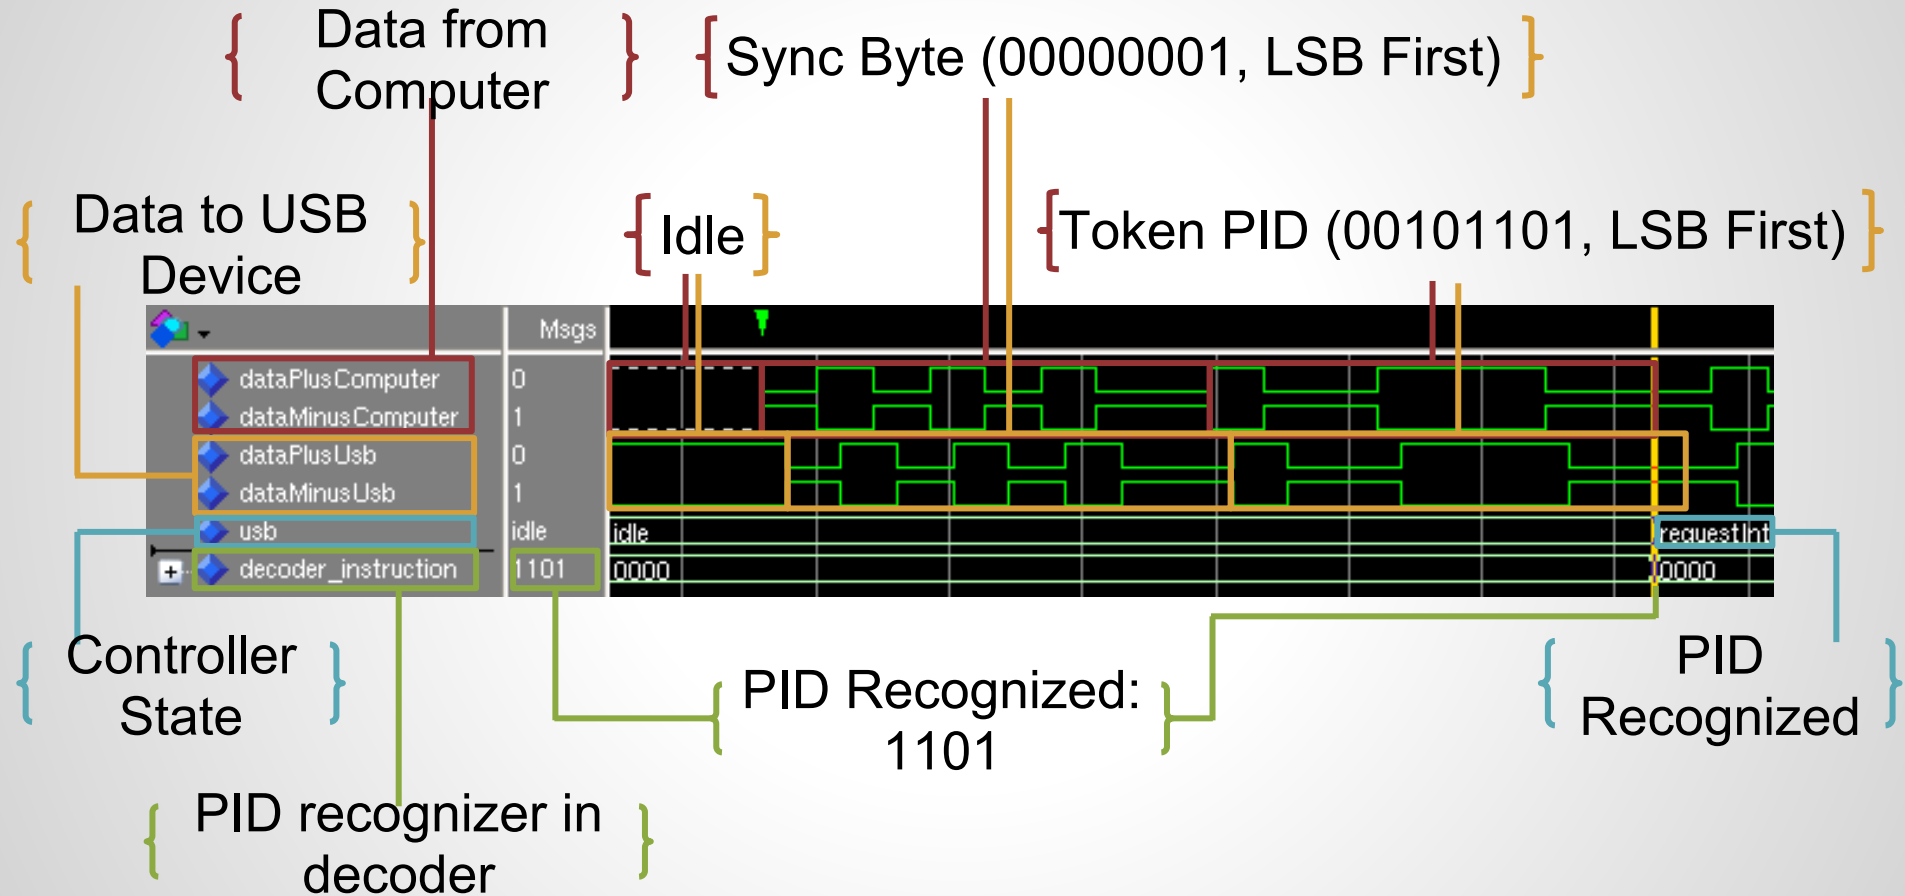 Data from
Computer
Sync Byte (00000001, LSB First)
Data to USB
Device
Idle
Token PID (00101101, LSB First)
Msgs
dataPlusComputer
0
dataMinusComputer
1
dataPlusUsb
0
dataMinusUsb
1
usb
idle
idle
requestInt
decoder_instruction
1101
0000
0000
Controller
State
PID Recognized:
1101
PID
Recognized
PID recognizer in
decoder